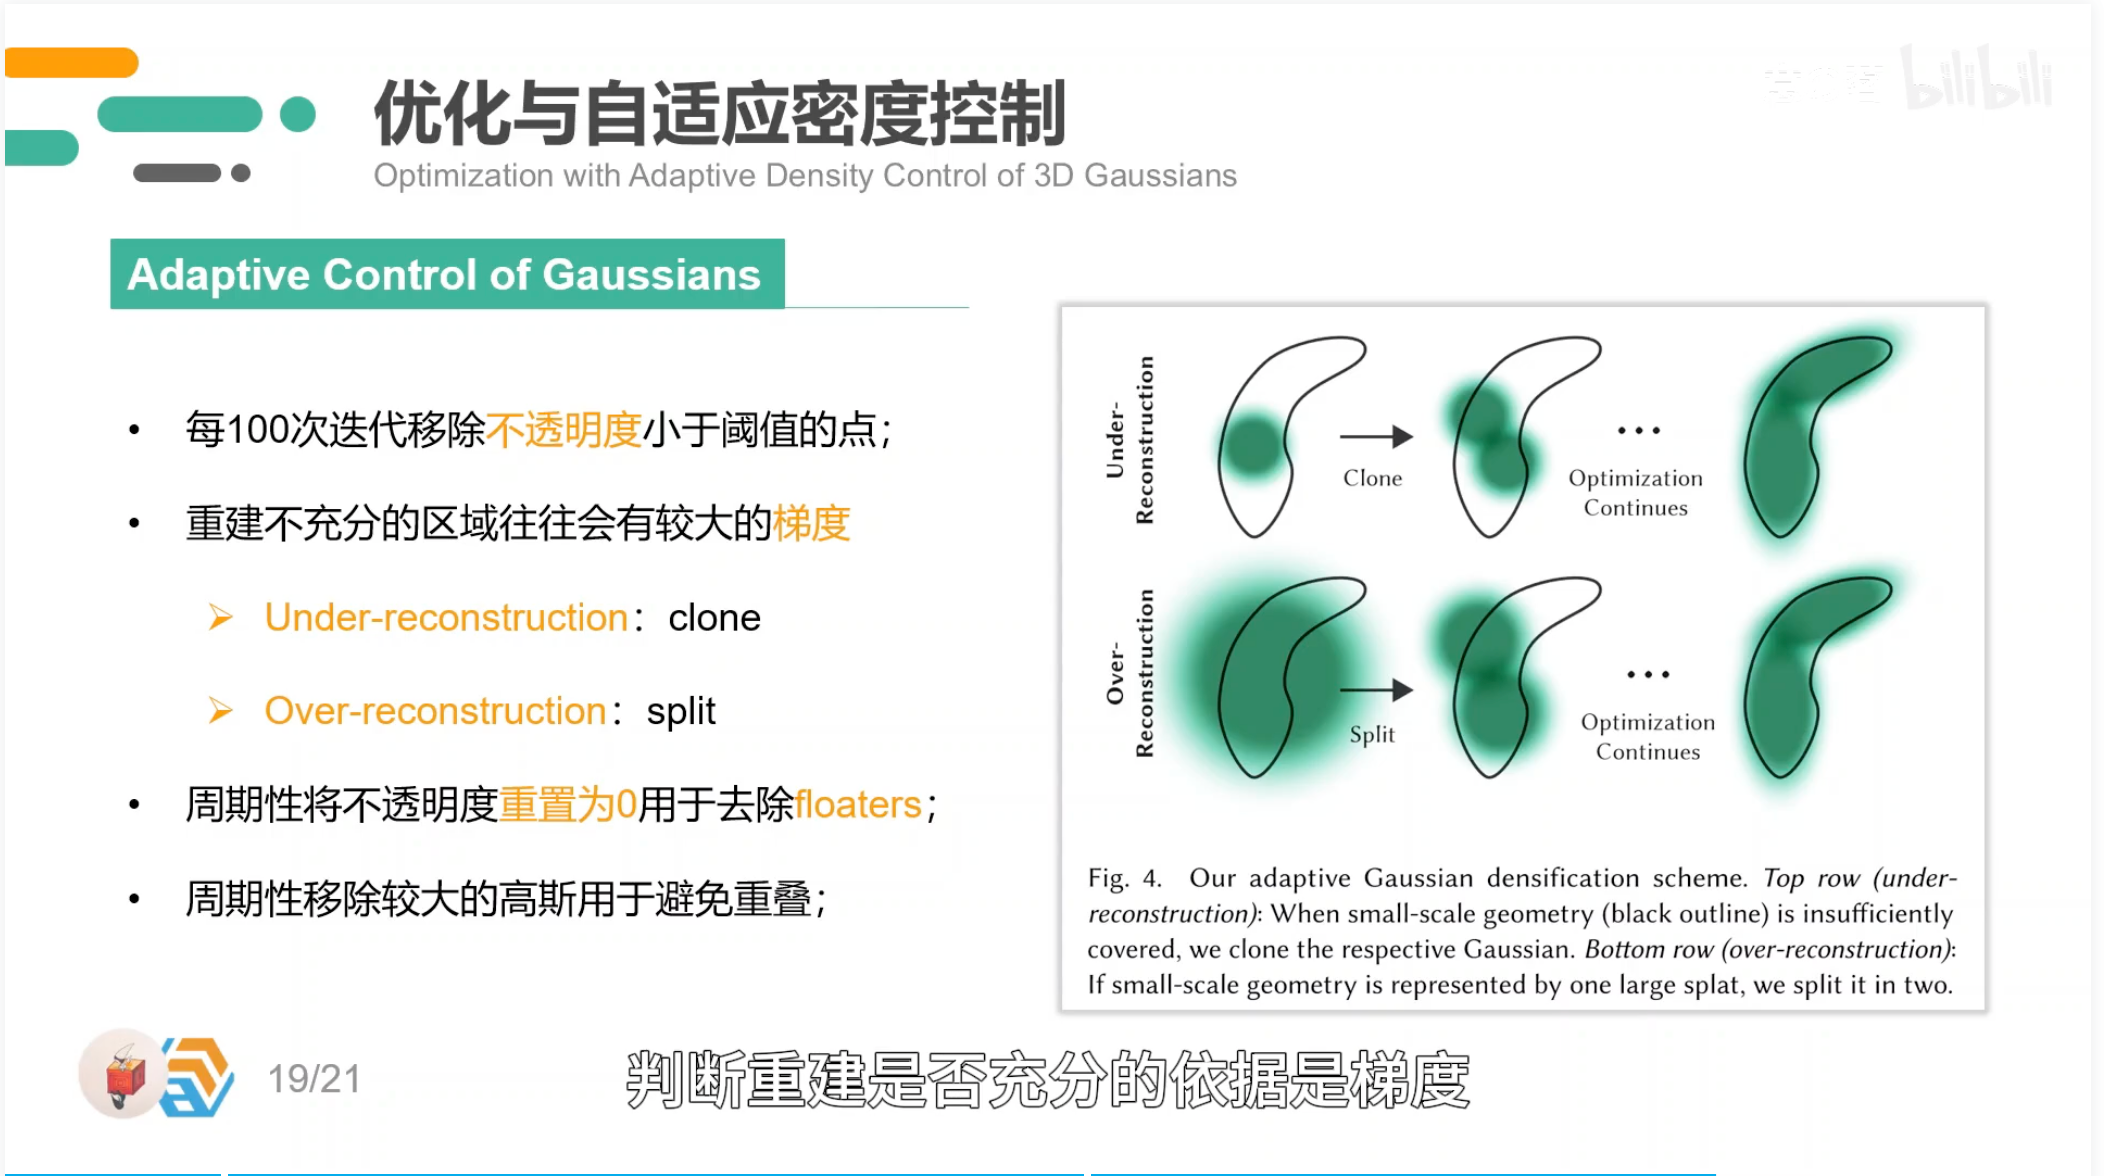 优化与自适应密度控制
Optimization with Adaptive Density Control of 3D Gaussians
bilibili
Adaptive Control of Gaussians
• 每100次迭代移除不透明度小于阈值的点；
• 重建不充分的区域往往会有较大的梯度
➢ Under-reconstruction：clone
➢ Over-reconstruction：split
• 周期性将不透明度重置为0用于去除floaters；
• 周期性移除较大的高斯用于避免重叠；
Under-
Reconstruction
Clone
...
Optimization
Continues
Over-
Reconstruction
Split
...
Optimization
Continues
Fig. 4. Our adaptive Gaussian densification scheme. Top row (under-
reconstruction): When small-scale geometry (black outline) is insufficiently
covered, we clone the respective Gaussian. Bottom row (over-reconstruction):
If small-scale geometry is represented by one large splat, we split it in two.
19/21
判断重建是否充分的依据是梯度